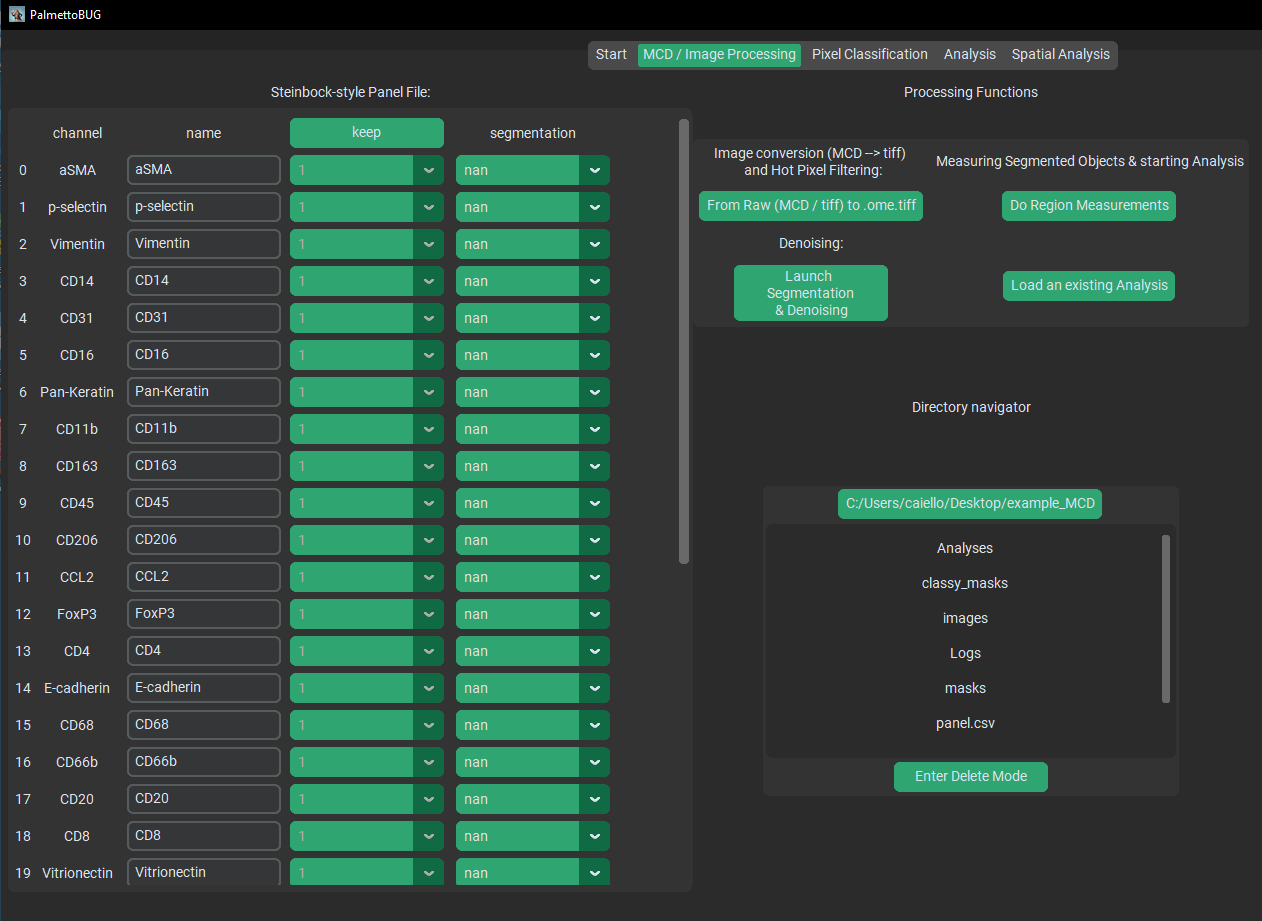 PalmettoBUG
Start MCD / Image Processing Pixel Classification Analysis Spatial Analysis
Steinbock-style Panel File:
channel name keep segmentation
0 aSMA aSMA 1 nan
1 p-selectin p-selectin 1 nan
2 Vimentin Vimentin 1 nan
3 CD14 CD14 1 nan
4 CD31 CD31 1 nan
5 CD16 CD16 1 nan
6 Pan-Keratin Pan-Keratin 1 nan
7 CD11b CD11b 1 nan
8 CD163 CD163 1 nan
9 CD45 CD45 1 nan
10 CD206 CD206 1 nan
11 CCL2 CCL2 1 nan
12 FoxP3 FoxP3 1 nan
13 CD4 CD4 1 nan
14 E-cadherin E-cadherin 1 nan
15 CD68 CD68 1 nan
16 CD66b CD66b 1 nan
17 CD20 CD20 1 nan
18 CD8 CD8 1 nan
19 Vitrionectin Vitrionectin 1 nan
Processing Functions
Image conversion (MCD --> tiff)
and Hot Pixel Filtering:
From Raw (MCD / tiff) to .ome.tiff
Denoising:
Launch
Segmentation
& Denoising
Measuring Segmented Objects & starting Analysis
Do Region Measurements
Load an existing Analysis
Directory navigator
C:/Users/caiello/Desktop/example_MCD
Analyses
classy_masks
images
Logs
masks
panel.csv
Enter Delete Mode